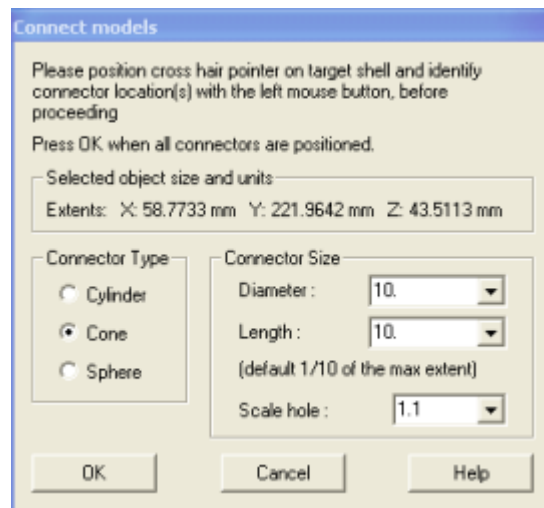 Connect models
Please position cross hair pointer on target shell and identify
connector location(s) with the left mouse button, before
proceeding
Press OK when all connectors are positioned.
Selected object size and units
Extents: X: 58.7733 mm Y: 221.9642 mm Z: 43.5113 mm
Connector Type
Cylinder
Cone
Sphere
Connector Size
Diameter : 10.
Length : 10.
(default 1/10 of the max extent)
Scale hole : 1.1
OK Cancel Help